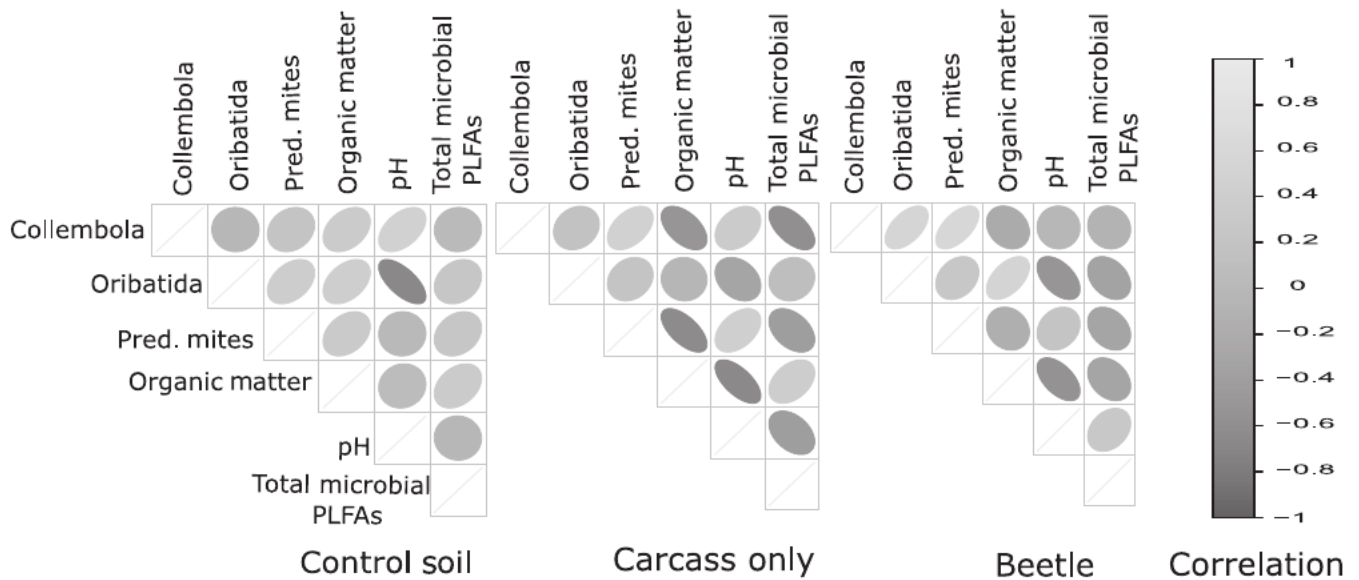 Collembola
Oribatida
Pred. mites
Organic matter
pH
Total microbial
PLFAs
Collembola
Oribatida
Pred. mites
Organic matter
pH
Total microbial
PLFAs
Collembola
Oribatida
Pred. mites
Organic matter
pH
Total microbial
PLFAs
Collembola
Oribatida
Pred. mites
Organic matter
pH
Total microbial
PLFAs
1
0.8
0.6
0.4
0.2
0
−0.2
−0.4
−0.6
−0.8
−1
Control soil
Carcass only
Beetle
Correlation